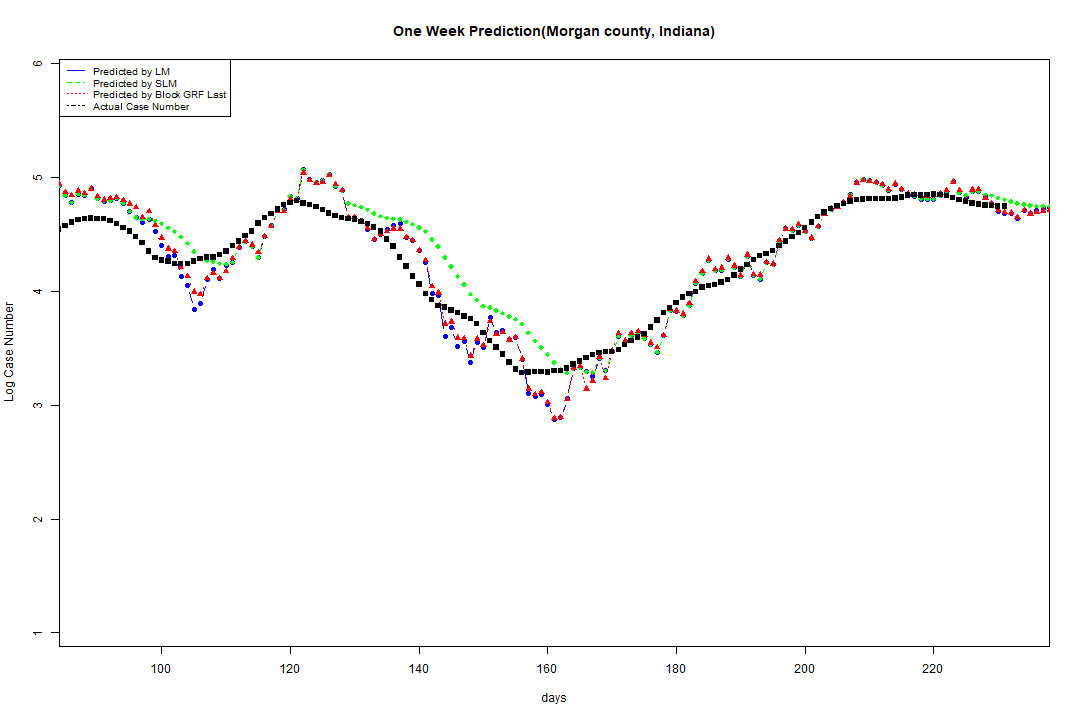 One Week Prediction(Morgan county, Indiana)
Predicted by LM
Predicted by SLM
Predicted by Block GRF Last
Actual Case Number
6
5
4
3
2
1
Log Case Number
100 120 140 160 180 200 220
days